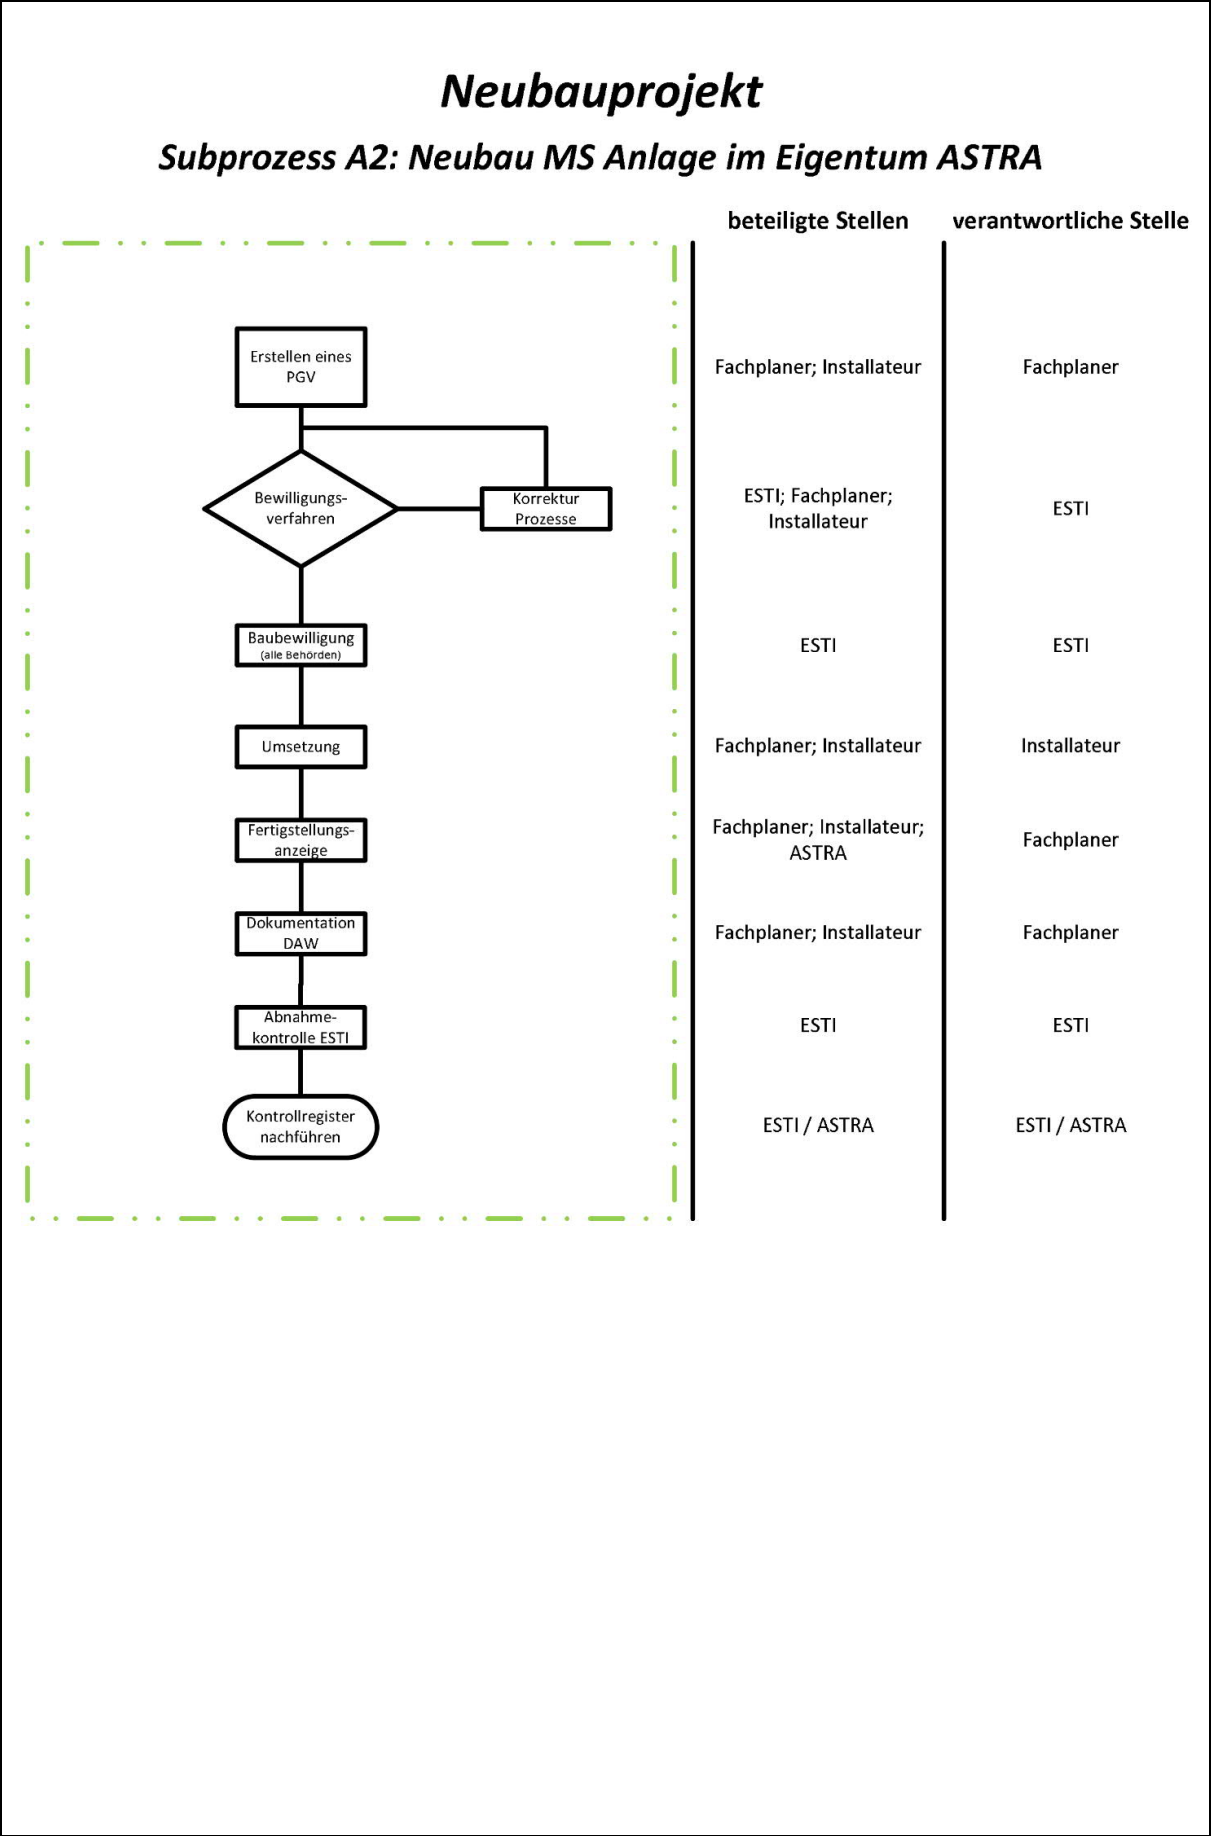 Neubauprojekt
Subprozess A2: Neubau MS Anlage im Eigentum ASTRA
beteiligte Stellen
verantwortliche Stelle
Erstellen eines
PGV
Fachplaner; Installateur
Fachplaner
Bewilligungs-
verfahren
Korrektur
Prozesse
ESTI; Fachplaner;
Installateur
ESTI
Baubewilligung
(alle Behörden)
ESTI
ESTI
Umsetzung
Fachplaner; Installateur
Installateur
Fertigstellungs-
anzeige
Fachplaner; Installateur;
ASTRA
Fachplaner
Dokumentation
DAW
Fachplaner; Installateur
Fachplaner
Abnahme-
kontrolle ESTI
ESTI
ESTI
Kontrollregister
nachführen
ESTI / ASTRA
ESTI / ASTRA